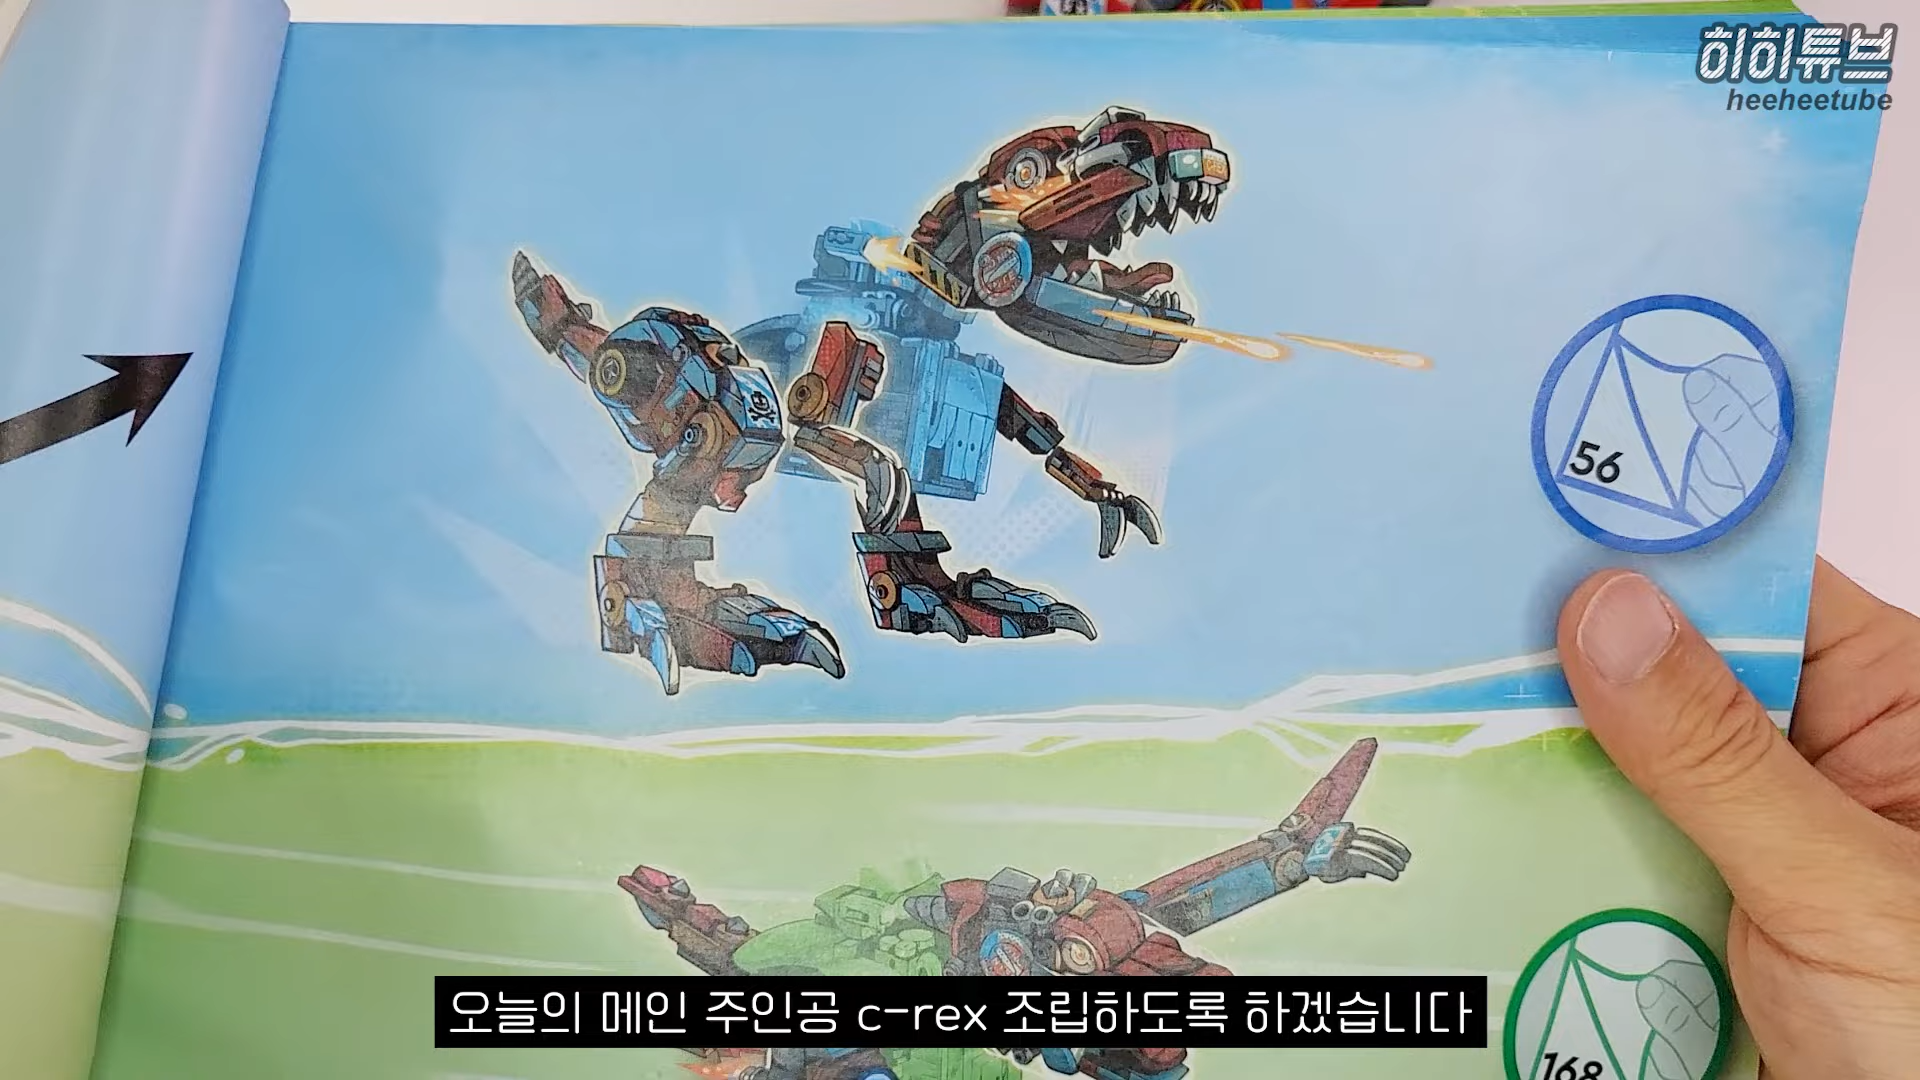 히히튜브
heeheetube
56
168
오늘의 메인 주인공 c-rex 조립하도록 하겠습니다